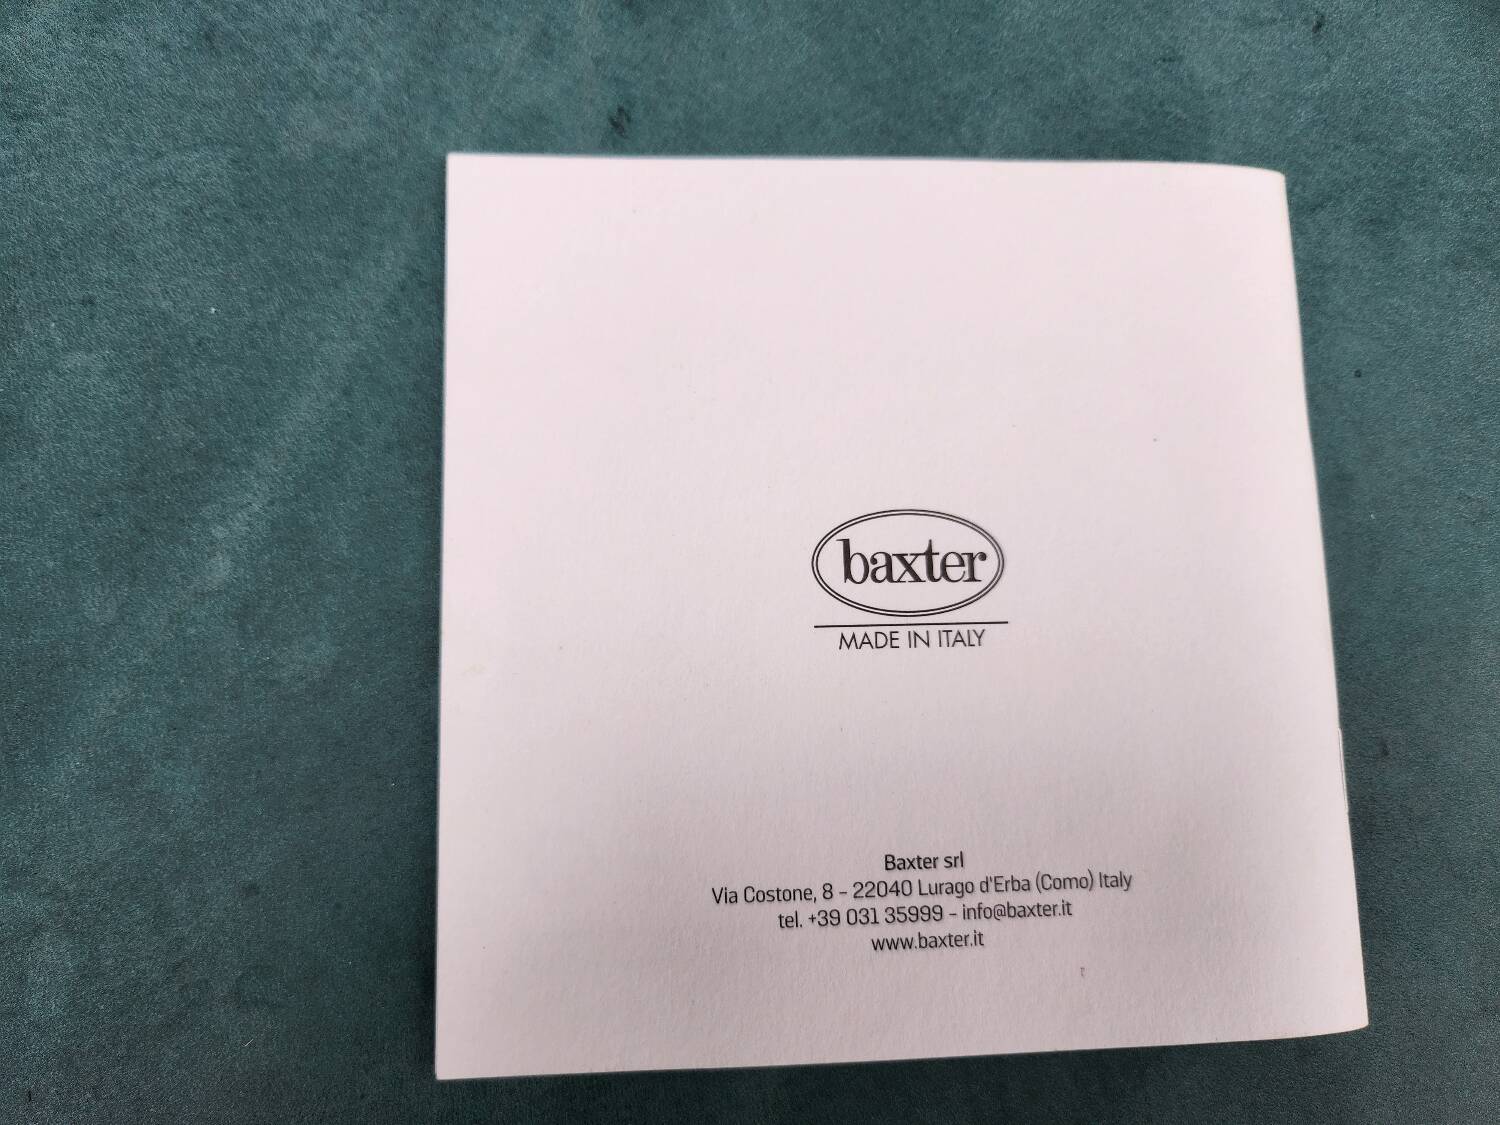 baxter
MADE IN ITALY
Baxter srl
Via Costone, 8 - 22040 Lurago d'Erba (Como) Italy
tel. +39 031 35999 - info@baxter.it
www.baxter.it